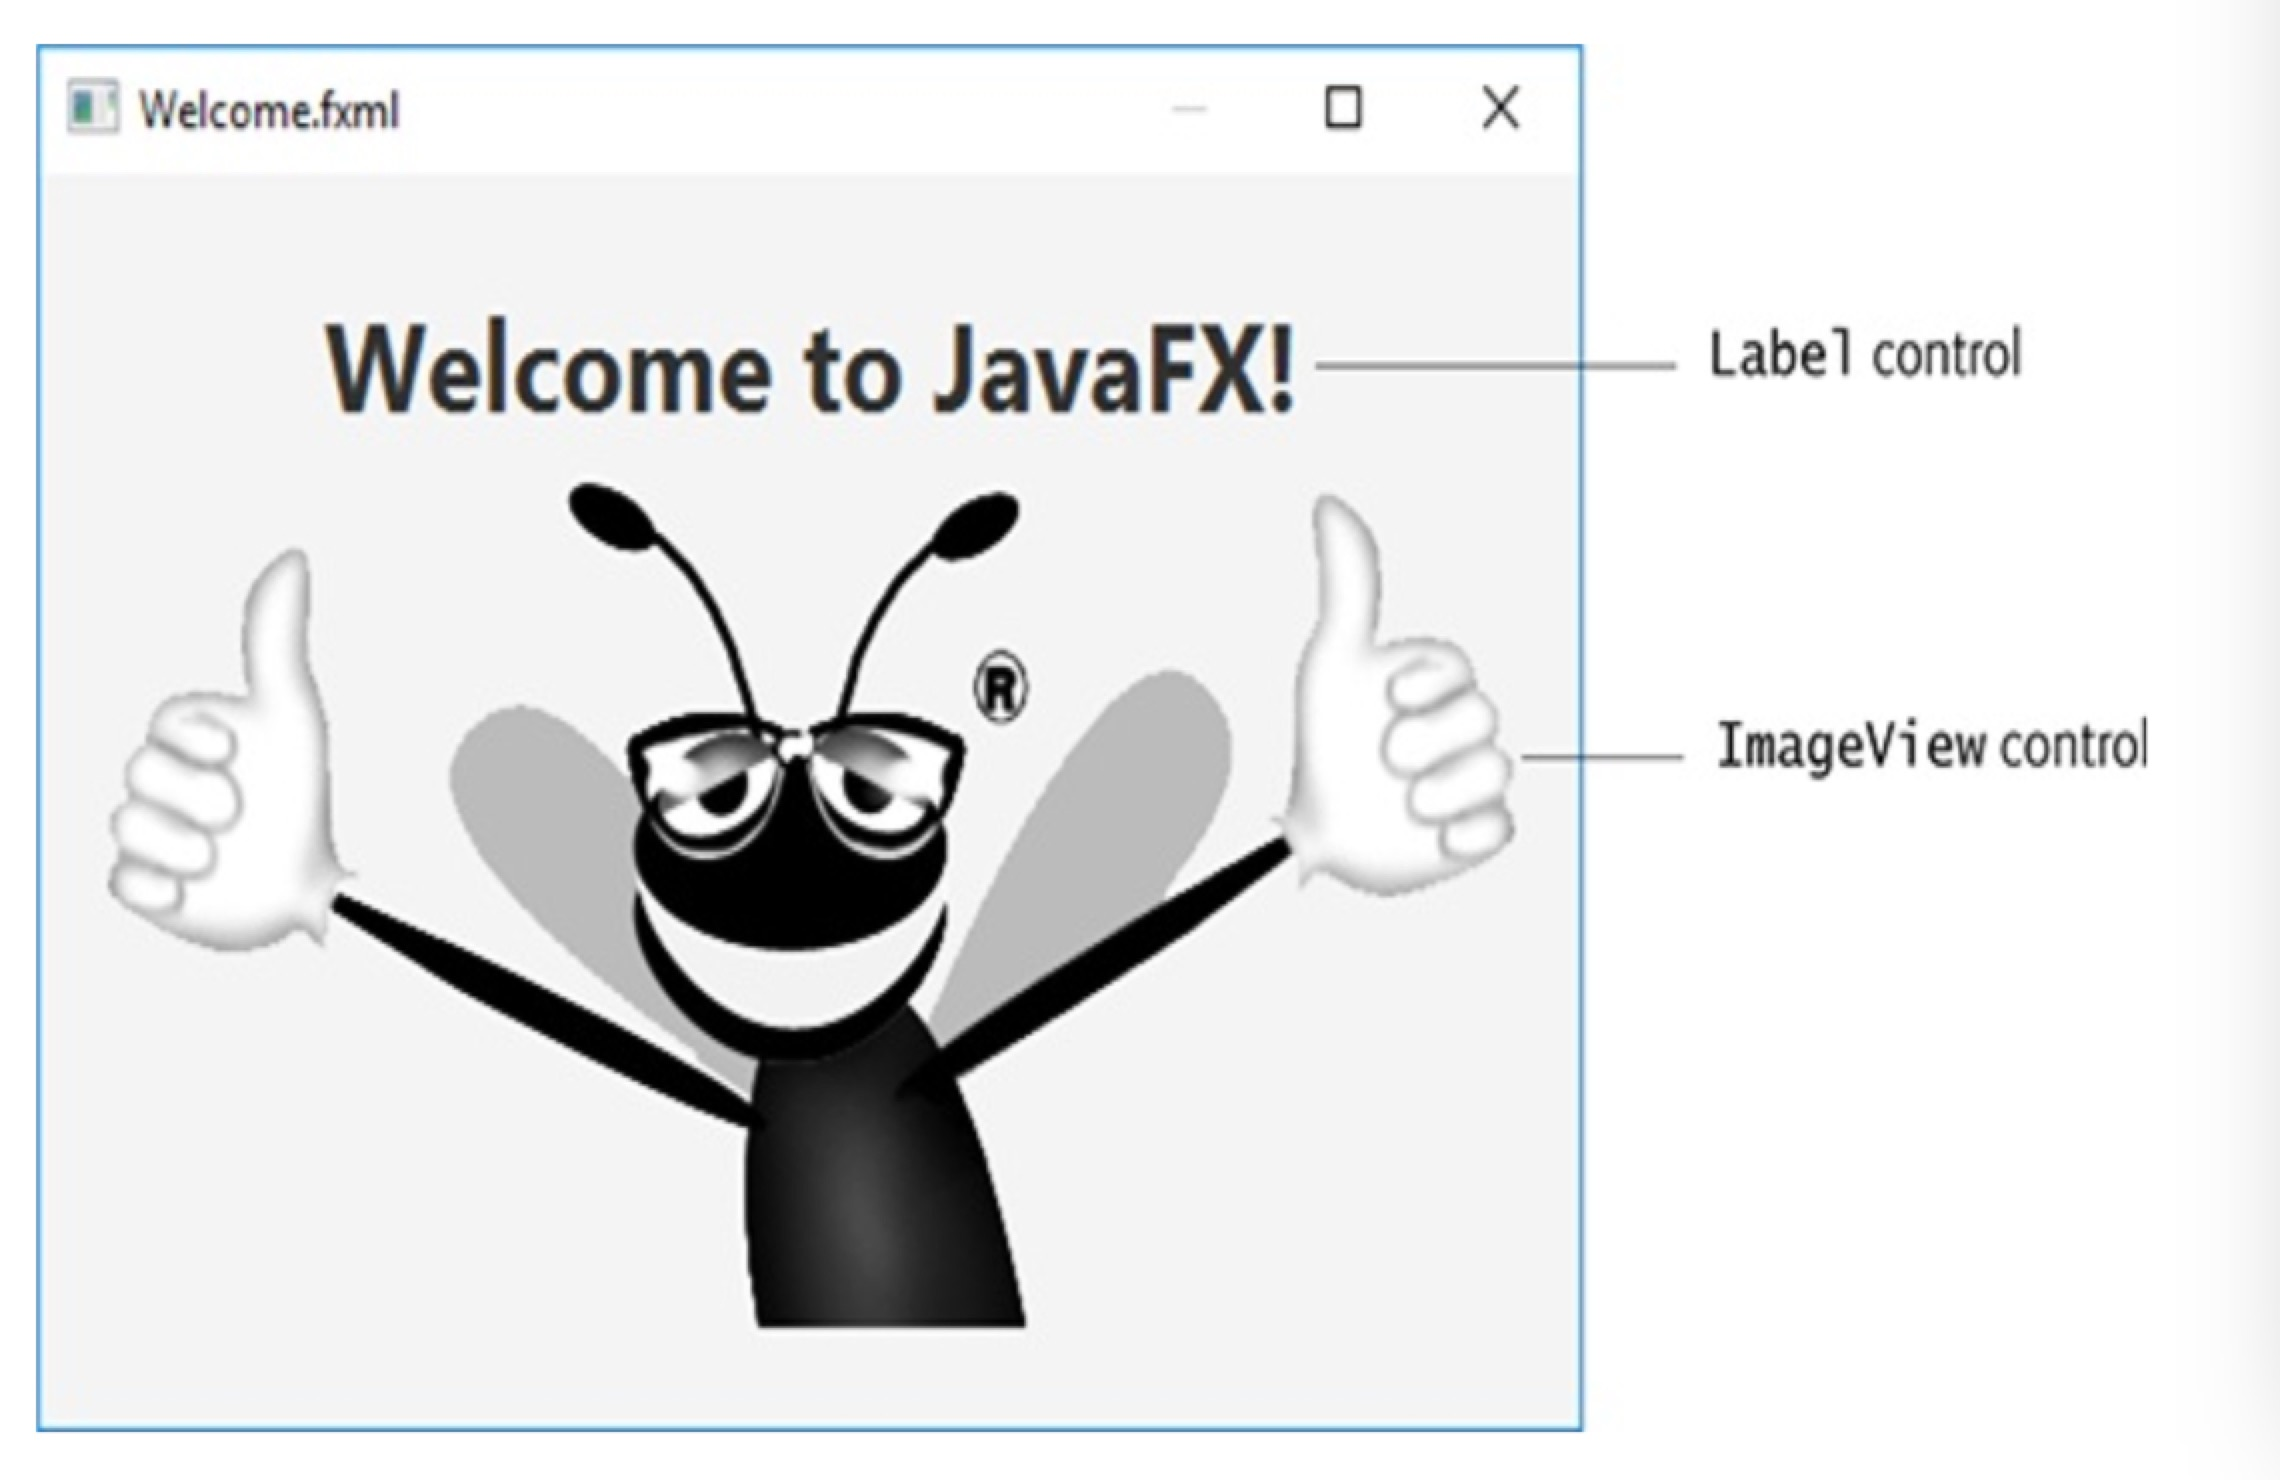 Welcome.fxml
Welcome to JavaFX!
Label control
®
ImageView control